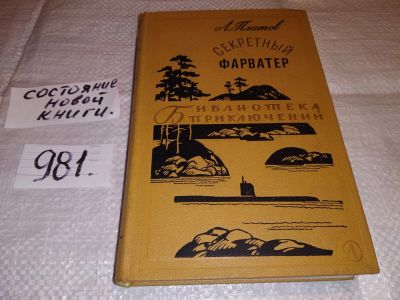 СОСТОЯНИЕ
НОВОЙ
КНИГИ.
981.
Л. Платов
СЕКРЕТНЫЙ
ФАРВАТЕР
БИБЛИОТЕКА
ПРИКЛЮЧЕНИЙ